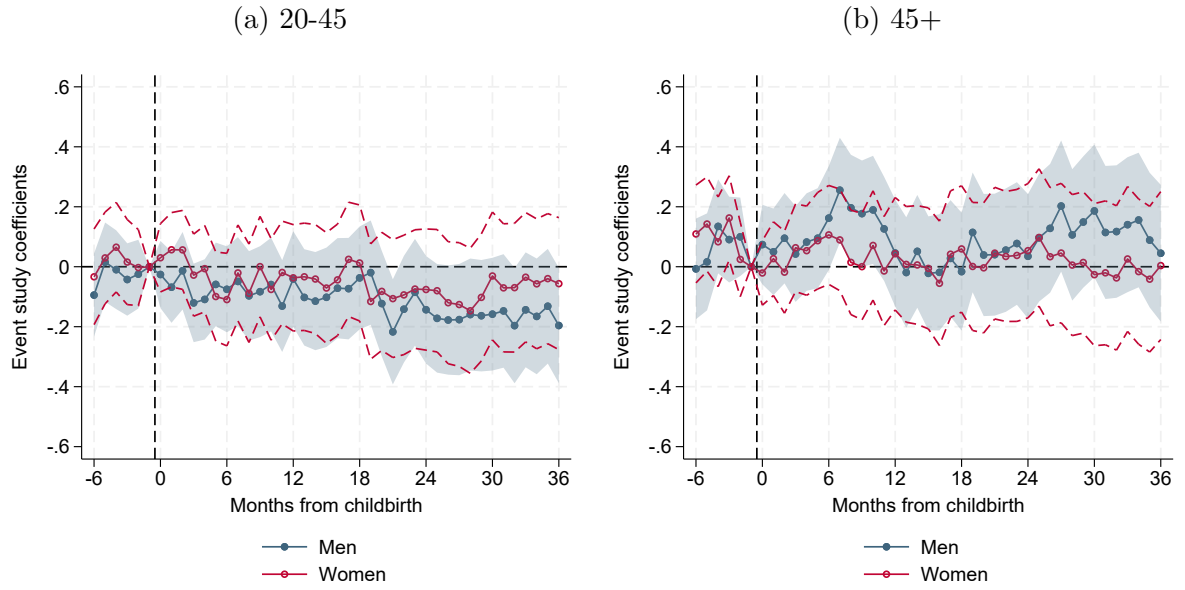 (a) 20-45
.6
.4
.2
0
-.2
-.4
-.6
Event study coefficients
-6 0 6 12 18 24 30 36
Months from childbirth
Men
Women
(b) 45+
.6
.4
.2
0
-.2
-.4
-.6
Event study coefficients
-6 0 6 12 18 24 30 36
Months from childbirth
Men
Women